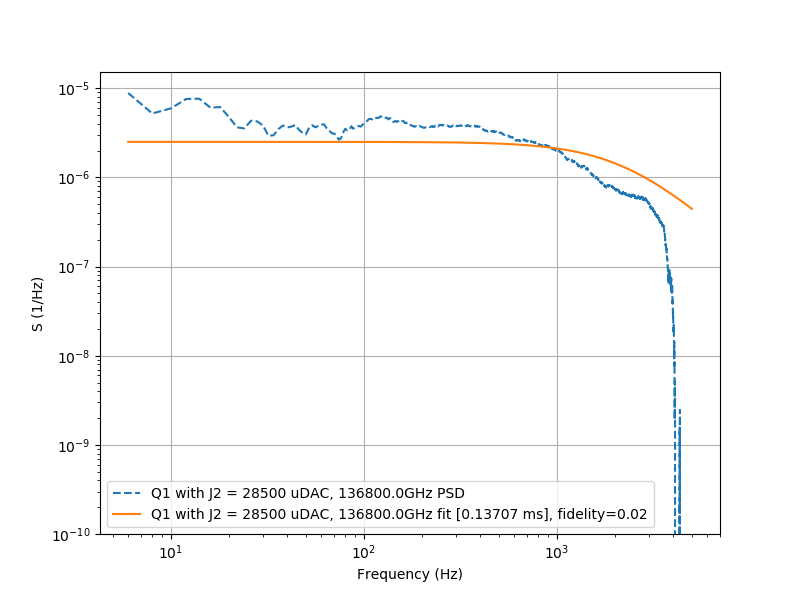 10⁻⁵
10⁻⁶
10⁻⁷
10⁻⁸
10⁻⁹
10⁻¹⁰
S (1/Hz)
Q1 with J2 = 28500 uDAC, 136800.0GHz PSD
Q1 with J2 = 28500 uDAC, 136800.0GHz fit [0.13707 ms], fidelity=0.02
10¹ 10² 10³
Frequency (Hz)